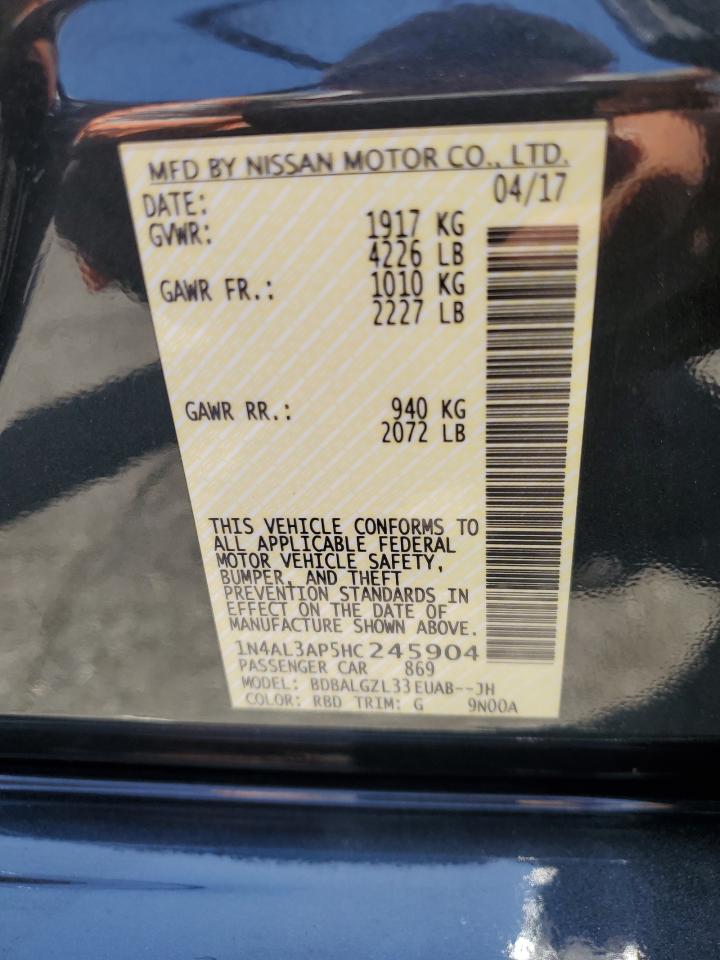 MFD BY NISSAN MOTOR CO., LTD.
DATE: 04/17
GVWR: 1917 KG
4226 LB
GAWR FR.: 1010 KG
2227 LB
GAWR RR.: 940 KG
2072 LB
THIS VEHICLE CONFORMS TO
ALL APPLICABLE FEDERAL
MOTOR VEHICLE SAFETY,
BUMPER, AND THEFT
PREVENTION STANDARDS IN
EFFECT ON THE DATE OF
MANUFACTURE SHOWN ABOVE.
1N4AL3AP5HC245904
PASSENGER CAR 869
MODEL: BDBALGZL33EUAB--JH
COLOR: RBD TRIM: G 9N00A